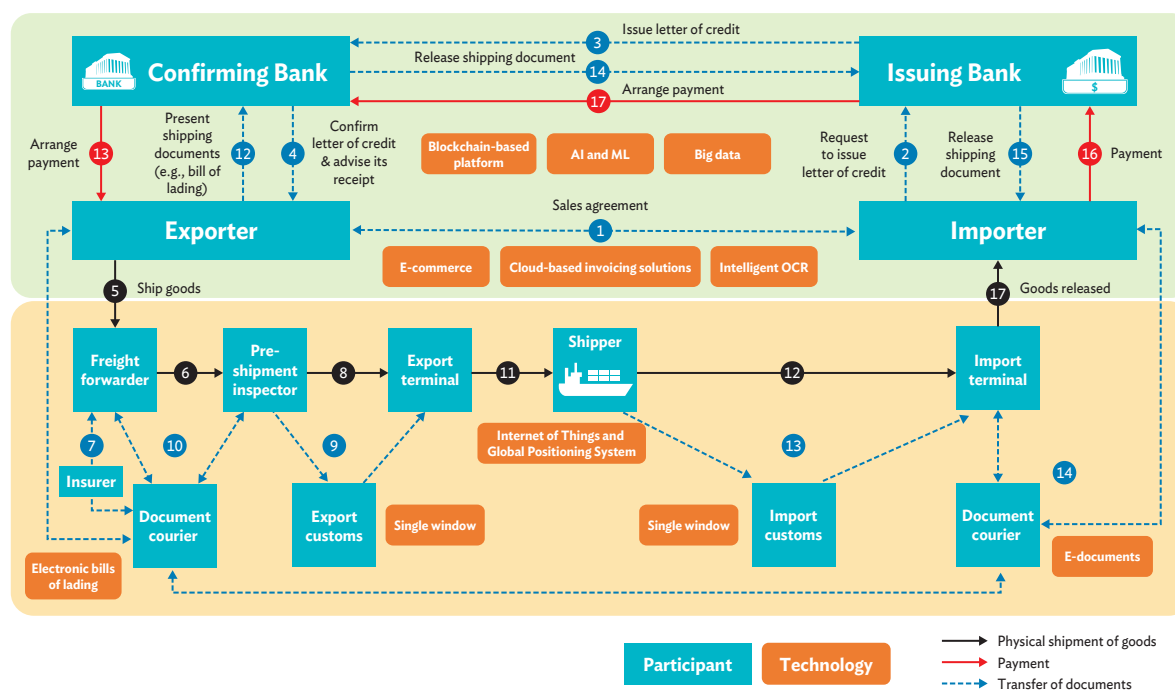 3
Issue letter of credit
BANK
Confirming Bank
Release shipping document
14
Issuing Bank
$
17
Arrange payment
Arrange
payment
13
Present
shipping
documents
(e.g., bill of
lading)
12
4
Confirm
letter of credit
& advise its
receipt
Blockchain-based
platform
AI and ML
Big data
Request
to issue
letter of credit
2
Release
shipping
document
15
16
Payment
Exporter
Sales agreement
1
Importer
E-commerce
Cloud-based invoicing solutions
Intelligent OCR
5
Ship goods
17
Goods released
Freight
forwarder
6
Pre-
shipment
inspector
8
Export
terminal
11
Shipper
12
Import
terminal
7
10
9
Internet of Things and
Global Positioning System
13
14
Insurer
Document
courier
Export
customs
Single window
Single window
Import
customs
Document
courier
Electronic bills
of lading
E-documents
Participant
Technology
Physical shipment of goods
Payment
Transfer of documents